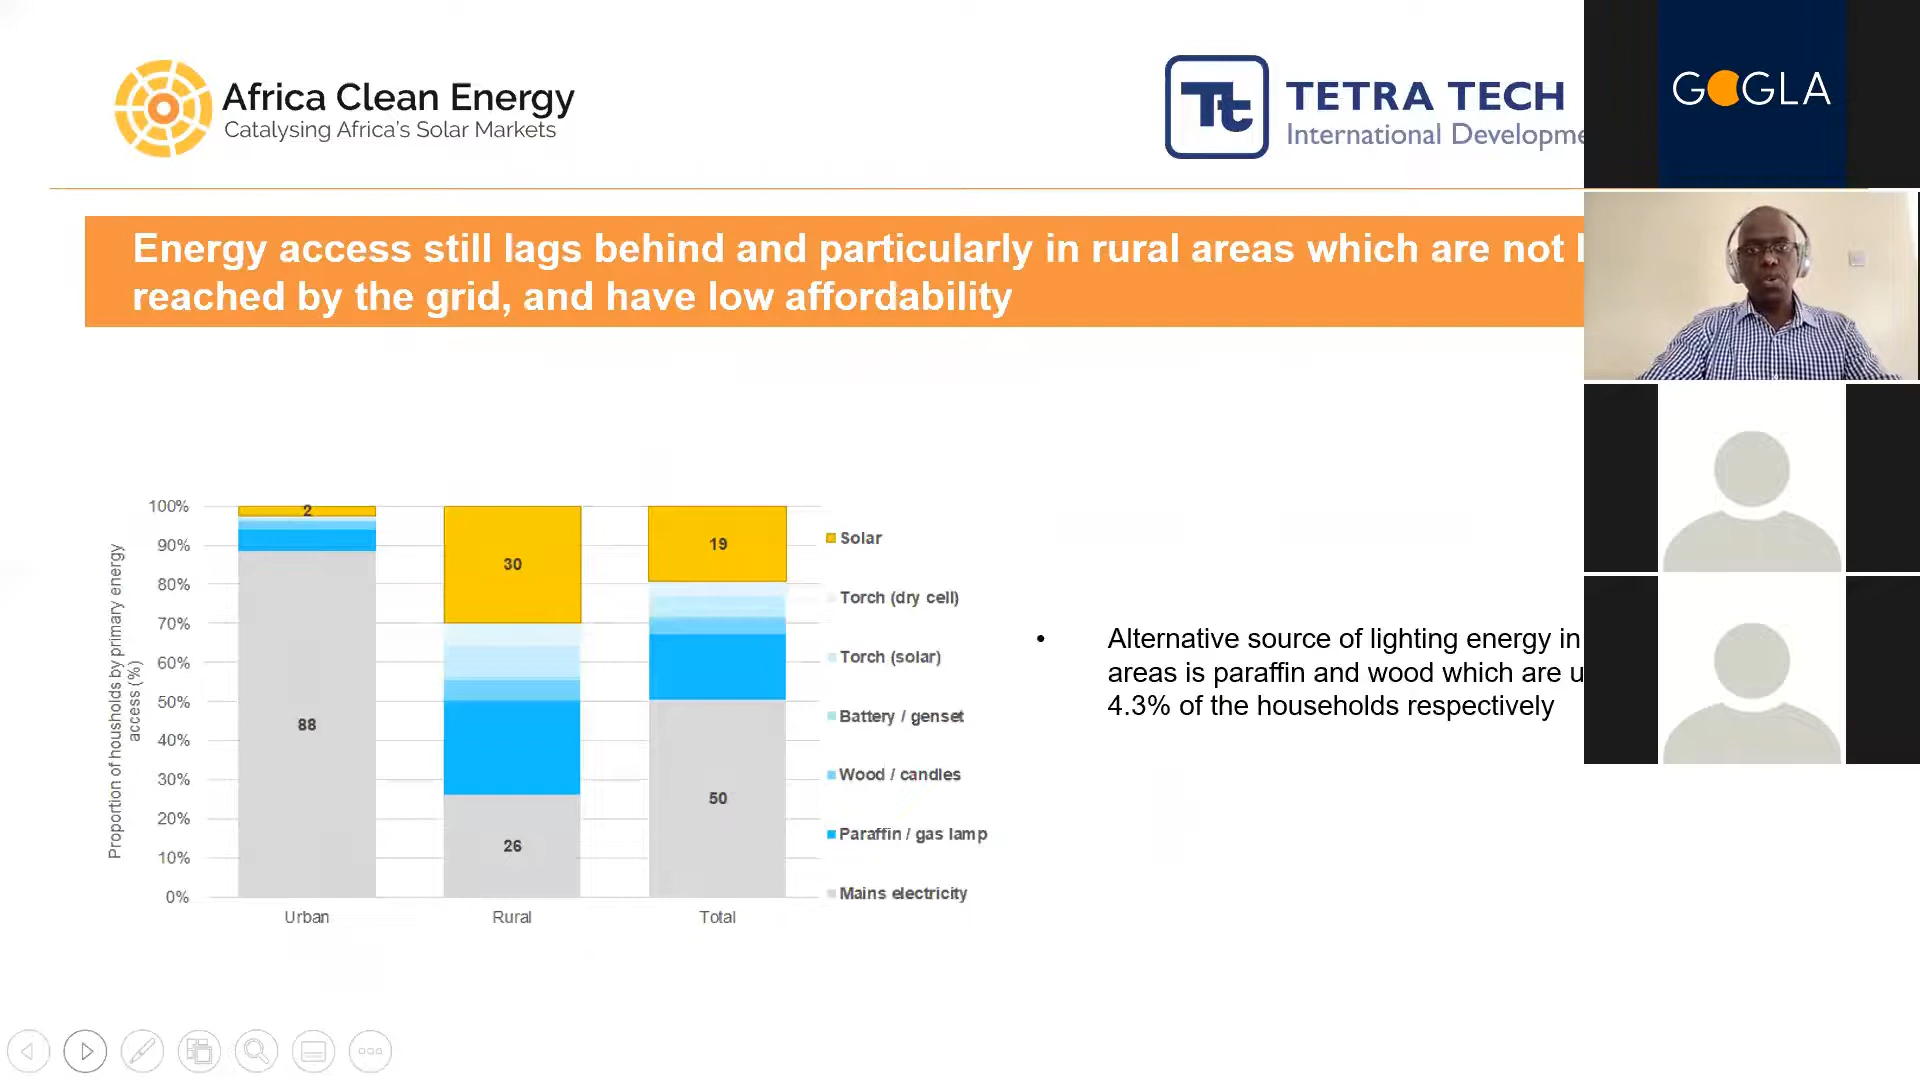 Africa Clean Energy
Catalysing Africa's Solar Markets
Tt
TETRA TECH
International Developme
GOGLA
Energy access still lags behind and particularly in rural areas which are not
reached by the grid, and have low affordability
Proportion of housholds by primary energy
access (%)
100%
90%
80%
70%
60%
50%
40%
30%
20%
10%
0%
2
88
30
26
19
50
Urban
Rural
Total
Solar
Torch (dry cell)
Torch (solar)
Battery / genset
Wood / candles
Paraffin / gas lamp
Mains electricity
• Alternative source of lighting energy in
areas is paraffin and wood which are u
4.3% of the households respectively